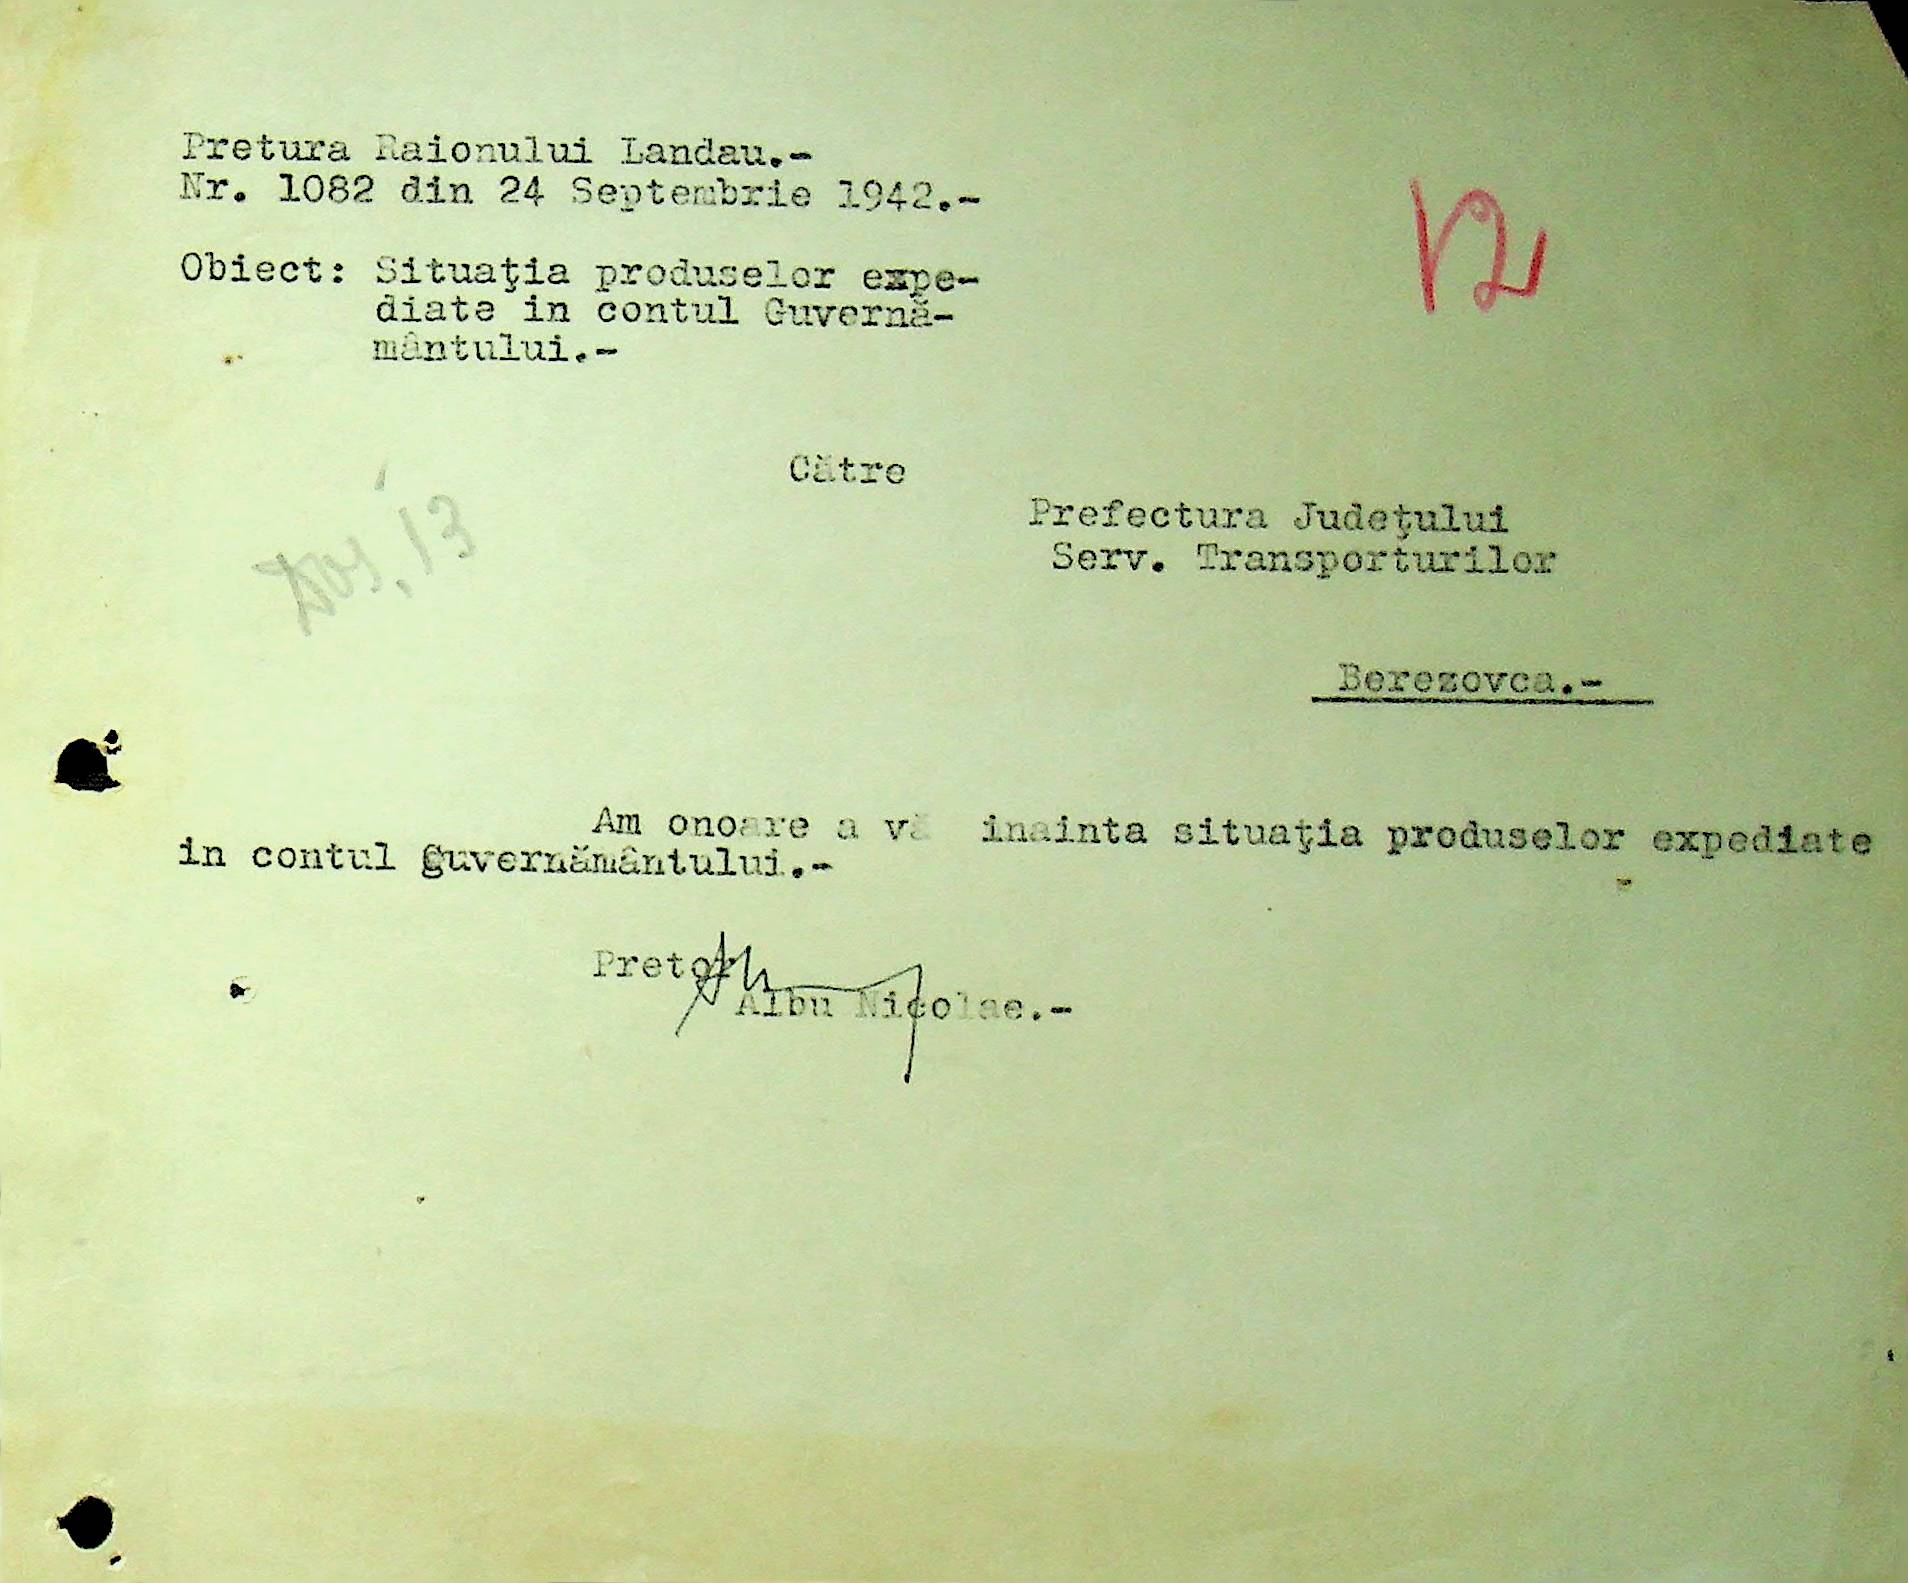 Pretura Raionului Landau.-
Nr. 1082 din 24 Septembrie 1942.-
12
Obiect: Situaţia produselor expe-
diate in contul Guvernă-
mântului.-
Către
Dos. 13
Prefectura Judeţului
Serv. Transporturilor
Berezovca.-
Am onoare a vă inainta situaţia produselor expediate
in contul Guvernământului.-
Pretor
Albu Nicolae.-